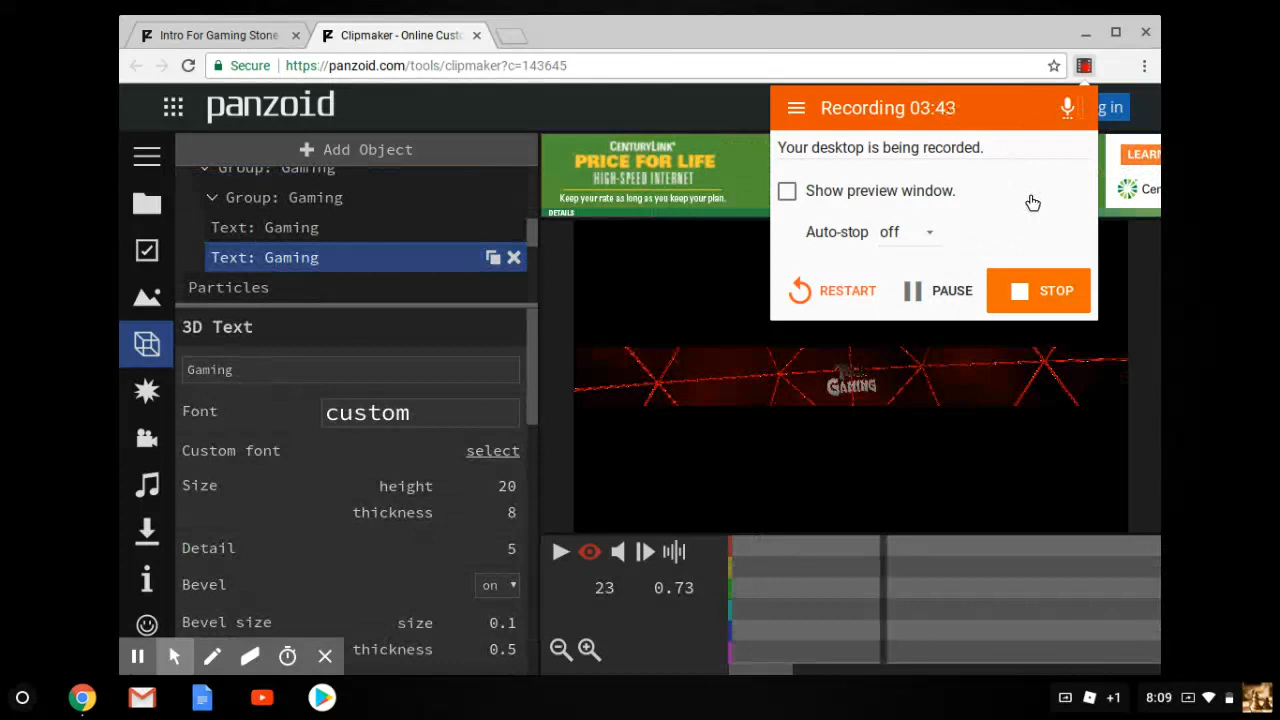 Intro For Gaming Stone
Clipmaker - Online Cust
Secure
https://panzoid.com/tools/clipmaker?c=143645
panzoid
g in
Recording 03:43
Your desktop is being recorded.
Show preview window.
Auto-stop off
RESTART
PAUSE
STOP
Add Object
Group: Gaming
Group: Gaming
Text: Gaming
Text: Gaming
Particles
CENTURYLINK®
PRICE FOR LIFE
HIGH-SPEED INTERNET
Keep your rate as long as you keep your plan.
DETAILS
LEARN
Cen
3D Text
Gaming
Font custom
Custom font select
Size height 20
thickness 8
Detail 5
Bevel on
Bevel size size 0.1
thickness 0.5
GAMING
23 0.73
+1 8:09